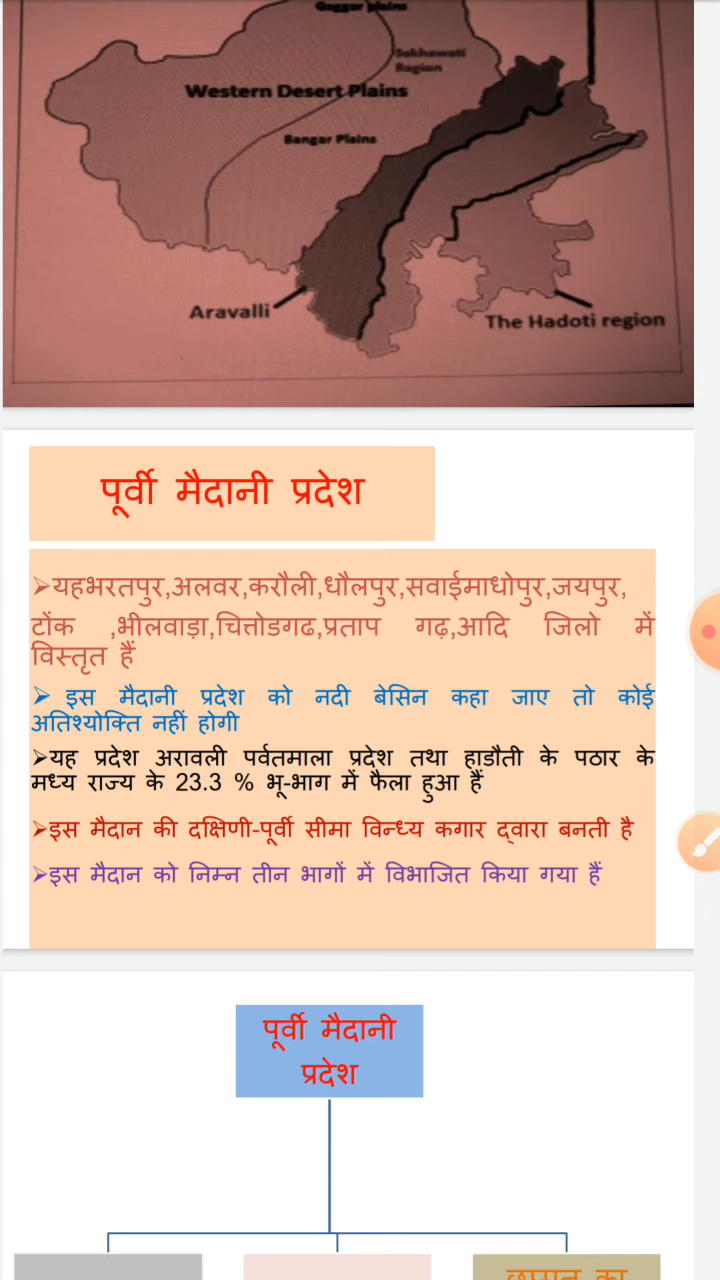 Gaggar plains
Sekhawati
Region
Western Desert Plains
Bangar Plains
Aravalli
The Hadoti region
पूर्वी मैदानी प्रदेश
➢यहभरतपुर,अलवर,करौली,धौलपुर,सवाईमाधोपुर,जयपुर,
टोंक ,भीलवाड़ा,चित्तोडगढ,प्रताप गढ़,आदि जिलो में
विस्तृत हैं
➢ इस मैदानी प्रदेश को नदी बेसिन कहा जाए तो कोई
अतिश्योक्ति नहीं होगी
➢यह प्रदेश अरावली पर्वतमाला प्रदेश तथा हाडौती के पठार के
मध्य राज्य के 23.3 % भू-भाग में फैला हुआ हैं
➢इस मैदान की दक्षिणी-पूर्वी सीमा विन्ध्य कगार द्वारा बनती है
➢इस मैदान को निम्न तीन भागों में विभाजित किया गया हैं
पूर्वी मैदानी
प्रदेश
का